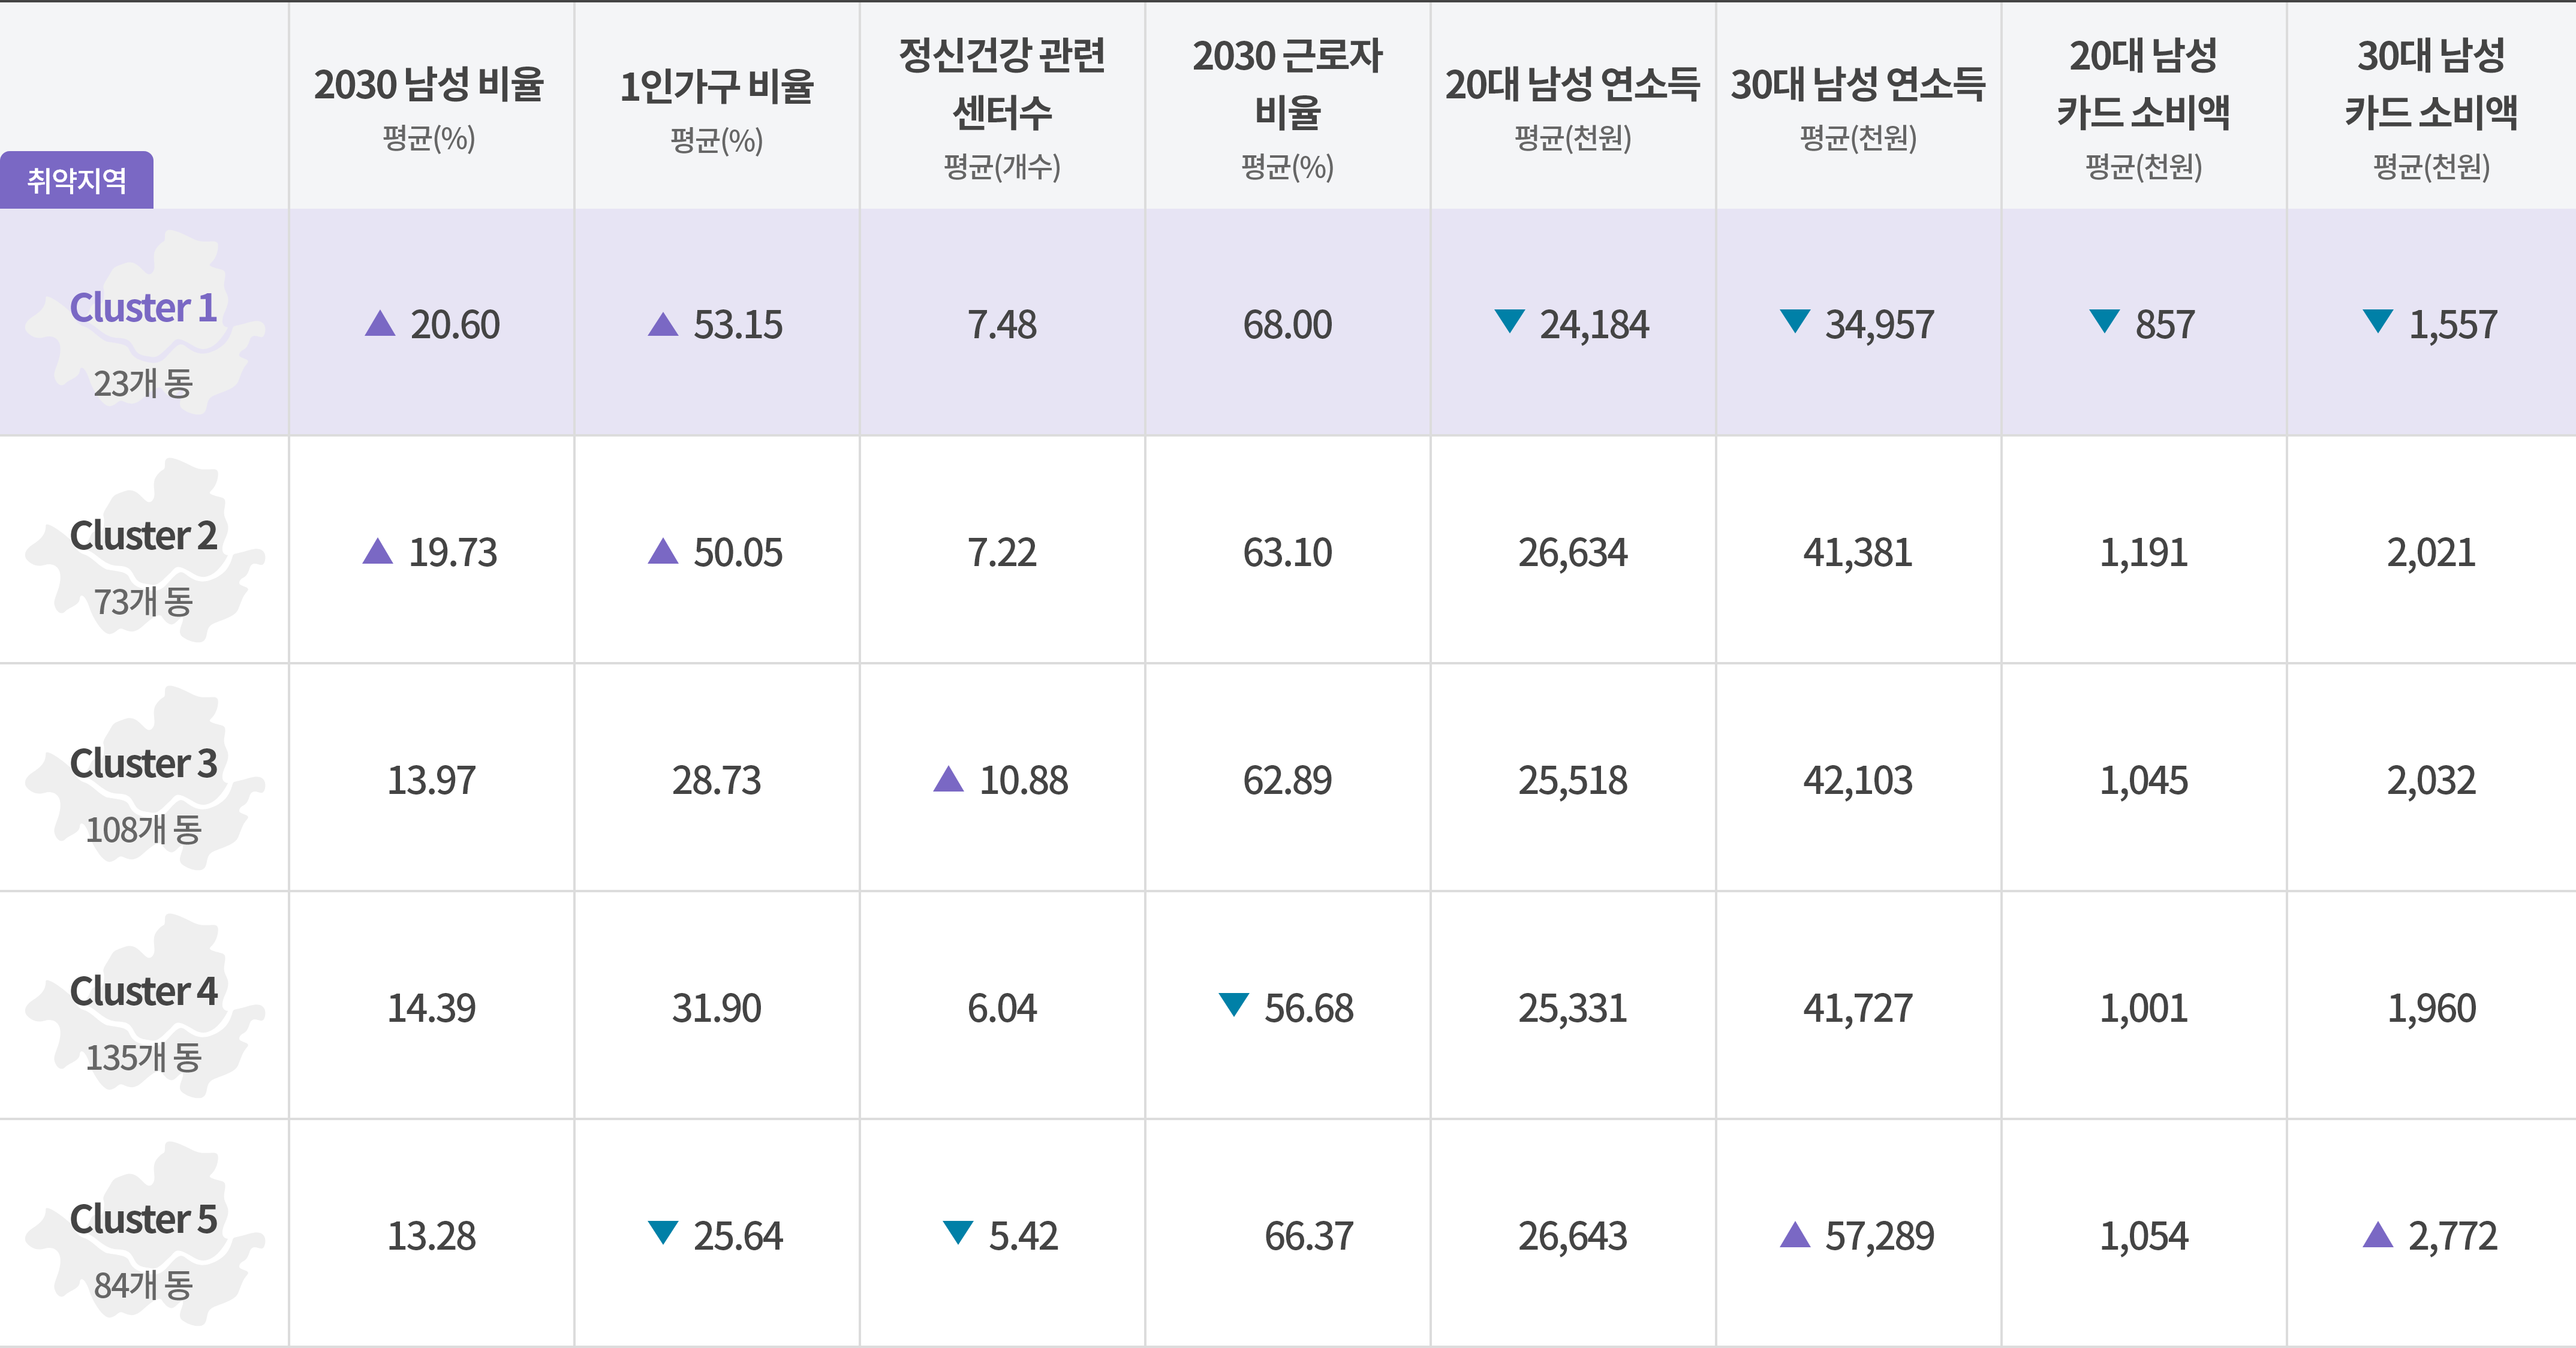 2030 남성 비율
평균(%)
1인가구 비율
평균(%)
정신건강 관련
센터수
평균(개수)
2030 근로자
비율
평균(%)
20대 남성 연소득
평균(천원)
30대 남성 연소득
평균(천원)
20대 남성
카드 소비액
평균(천원)
30대 남성
카드 소비액
평균(천원)
취약지역
Cluster 1
23개 동
▲ 20.60
▲ 53.15
7.48
68.00
▼ 24,184
▼ 34,957
▼ 857
▼ 1,557
Cluster 2
73개 동
▲ 19.73
▲ 50.05
7.22
63.10
26,634
41,381
1,191
2,021
Cluster 3
108개 동
13.97
28.73
▲ 10.88
62.89
25,518
42,103
1,045
2,032
Cluster 4
135개 동
14.39
31.90
6.04
▼ 56.68
25,331
41,727
1,001
1,960
Cluster 5
84개 동
13.28
▼ 25.64
▼ 5.42
66.37
26,643
▲ 57,289
1,054
▲ 2,772